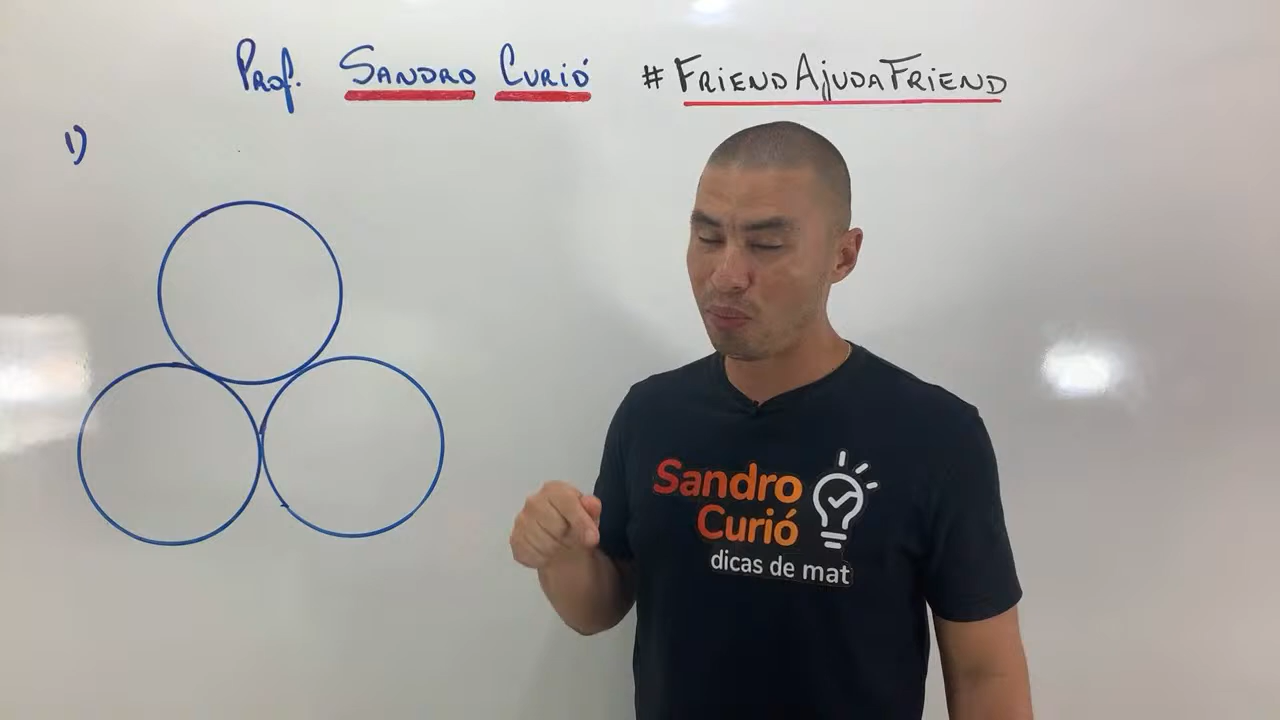 Prof. Sandro Curió #FriendAjudaFriend
1)
Sandro
Curió
dicas de mat